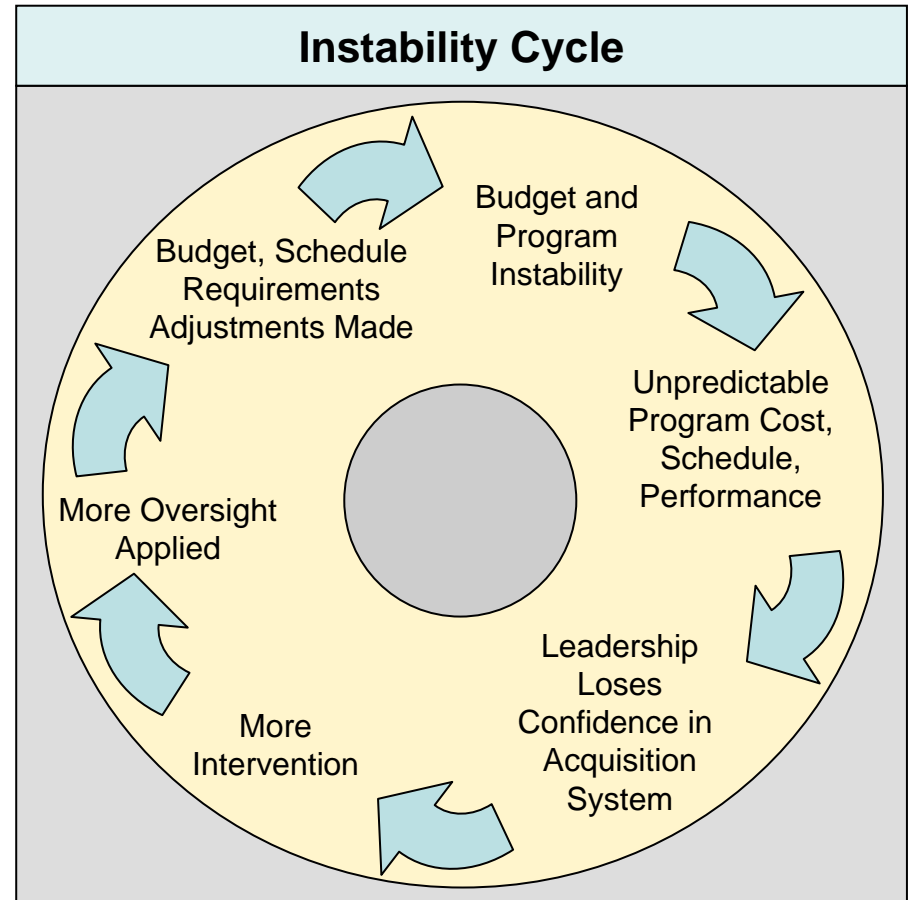 Instability Cycle
Budget and
Program
Instability
Unpredictable
Program Cost,
Schedule,
Performance
Leadership
Loses
Confidence in
Acquisition
System
More
Intervention
More Oversight
Applied
Budget, Schedule
Requirements
Adjustments Made